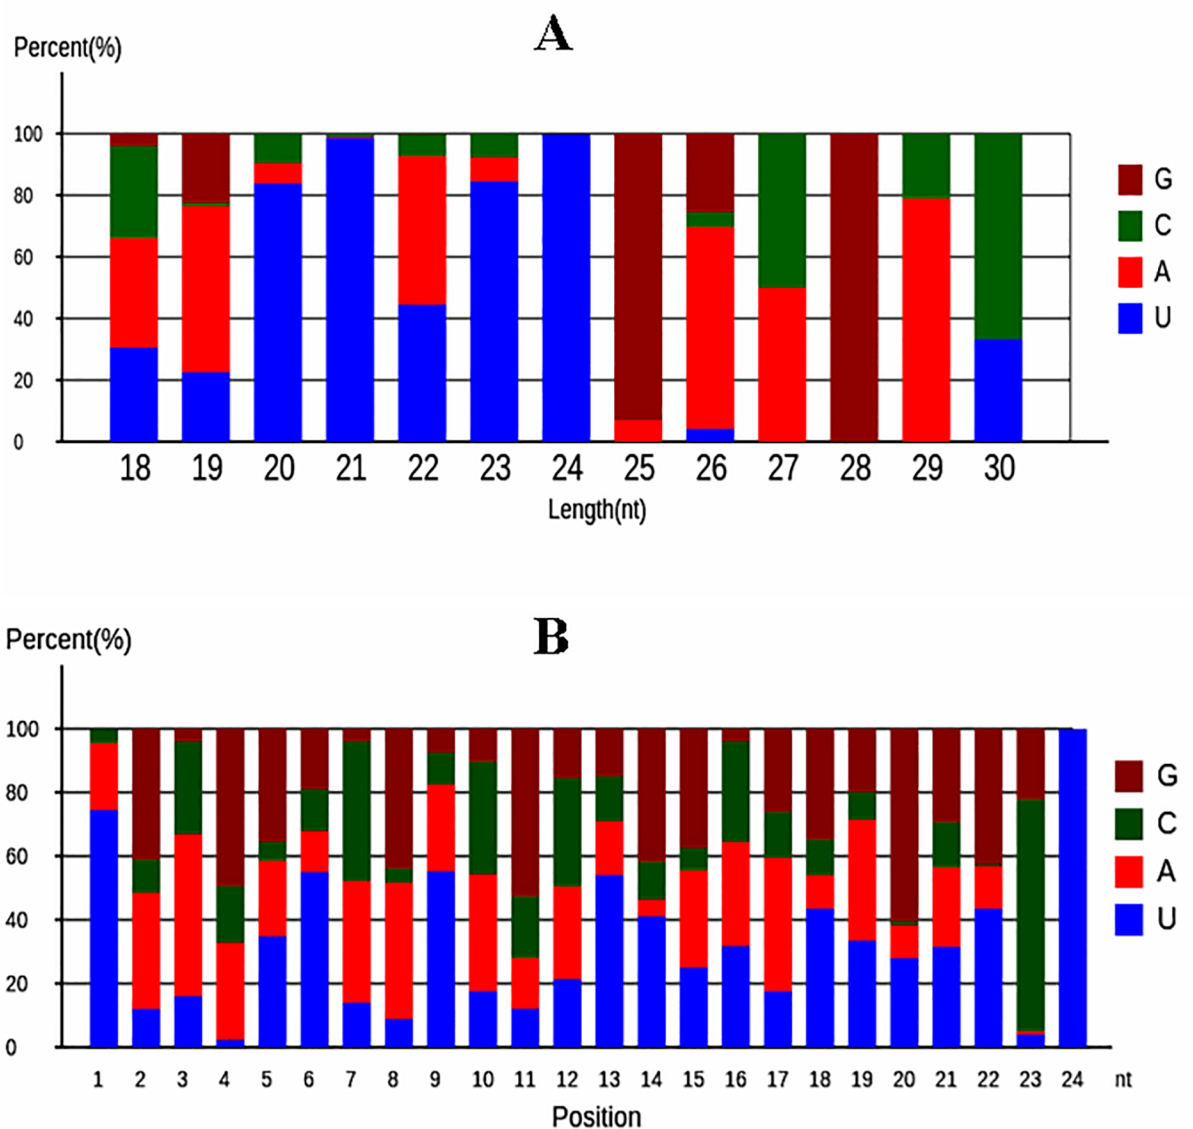 A
Percent(%)
100
80
60
40
20
0
G
C
A
U
18 19 20 21 22 23 24 25 26 27 28 29 30
Length(nt)
B
Percent(%)
100
80
60
40
20
0
G
C
A
U
1 2 3 4 5 6 7 8 9 10 11 12 13 14 15 16 17 18 19 20 21 22 23 24 nt
Position